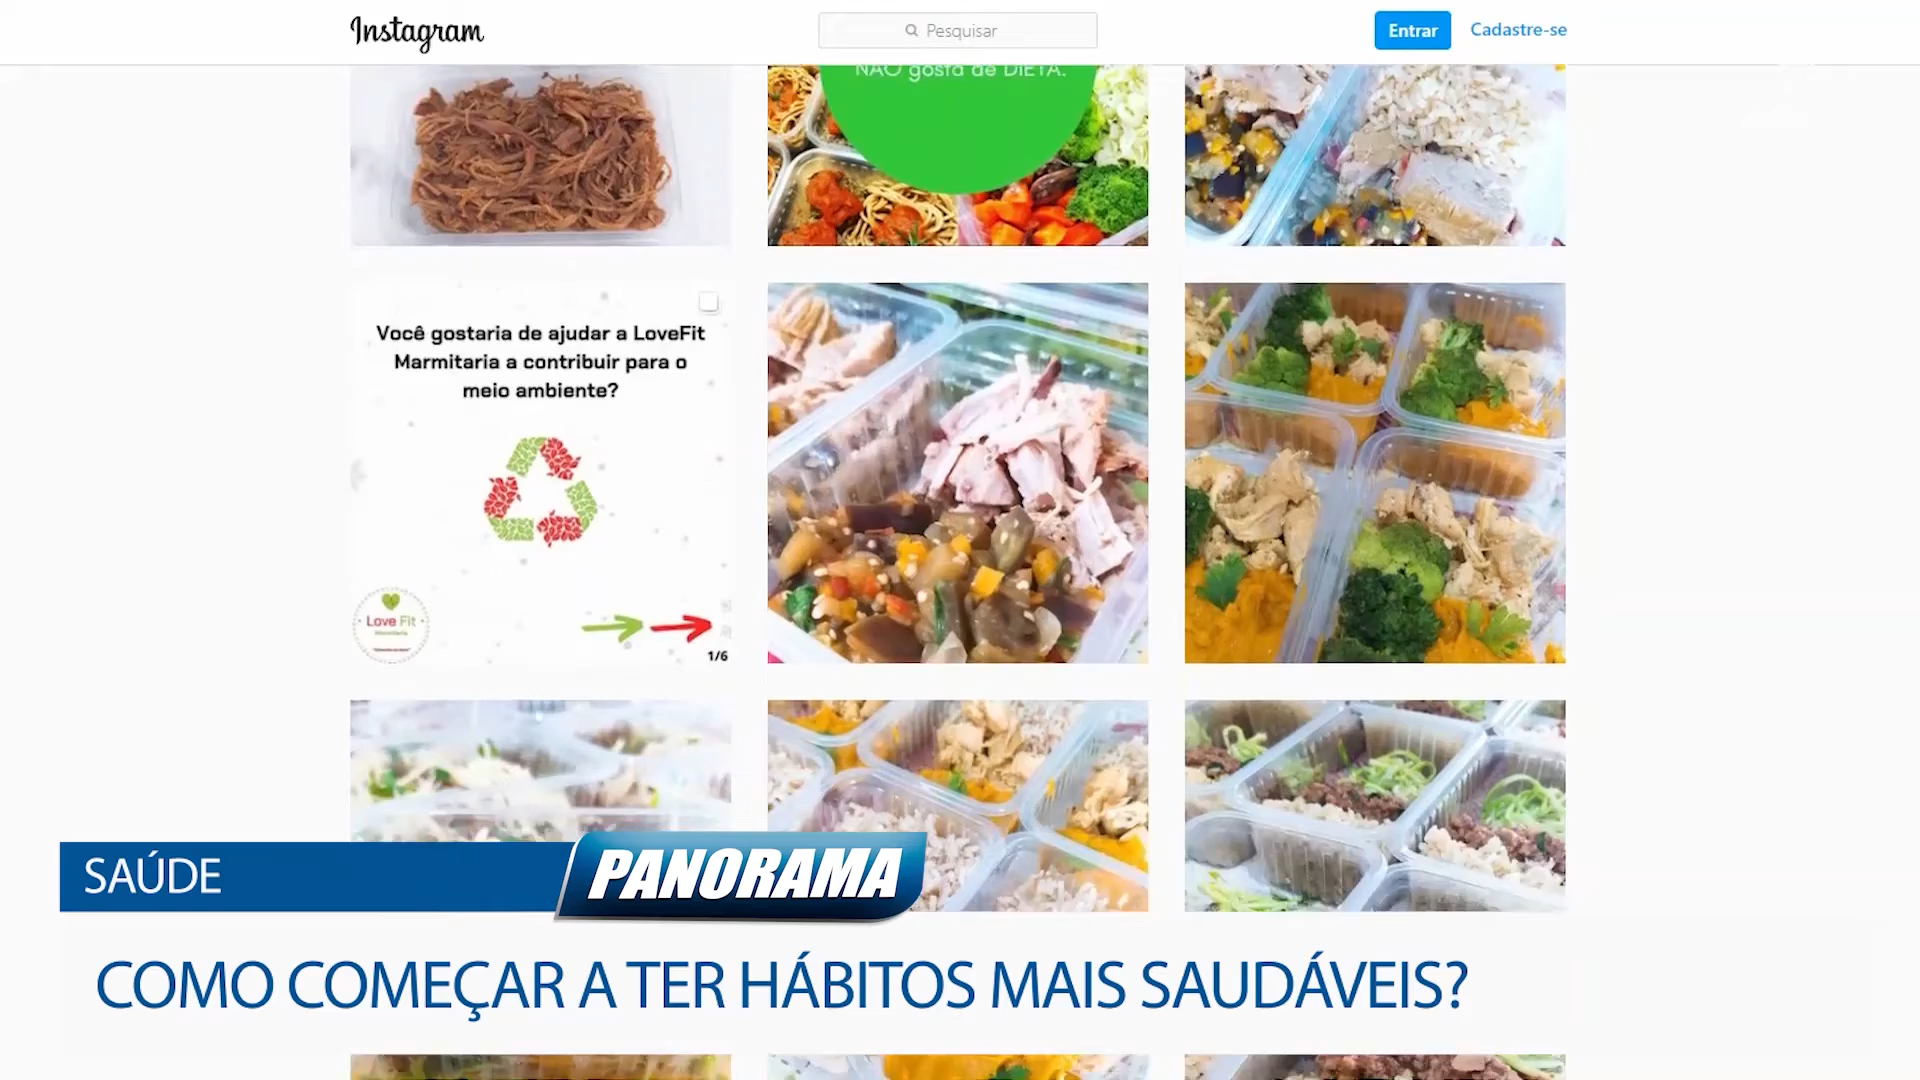 Instagram
Pesquisar
Entrar
Cadastre-se
NÃO gosta de DIETA.
Você gostaria de ajudar a LoveFit
Marmitaria a contribuir para o
meio ambiente?
Love Fit
Marmitaria
1/6
SAÚDE
PANORAMA
COMO COMEÇAR A TER HÁBITOS MAIS SAUDÁVEIS?